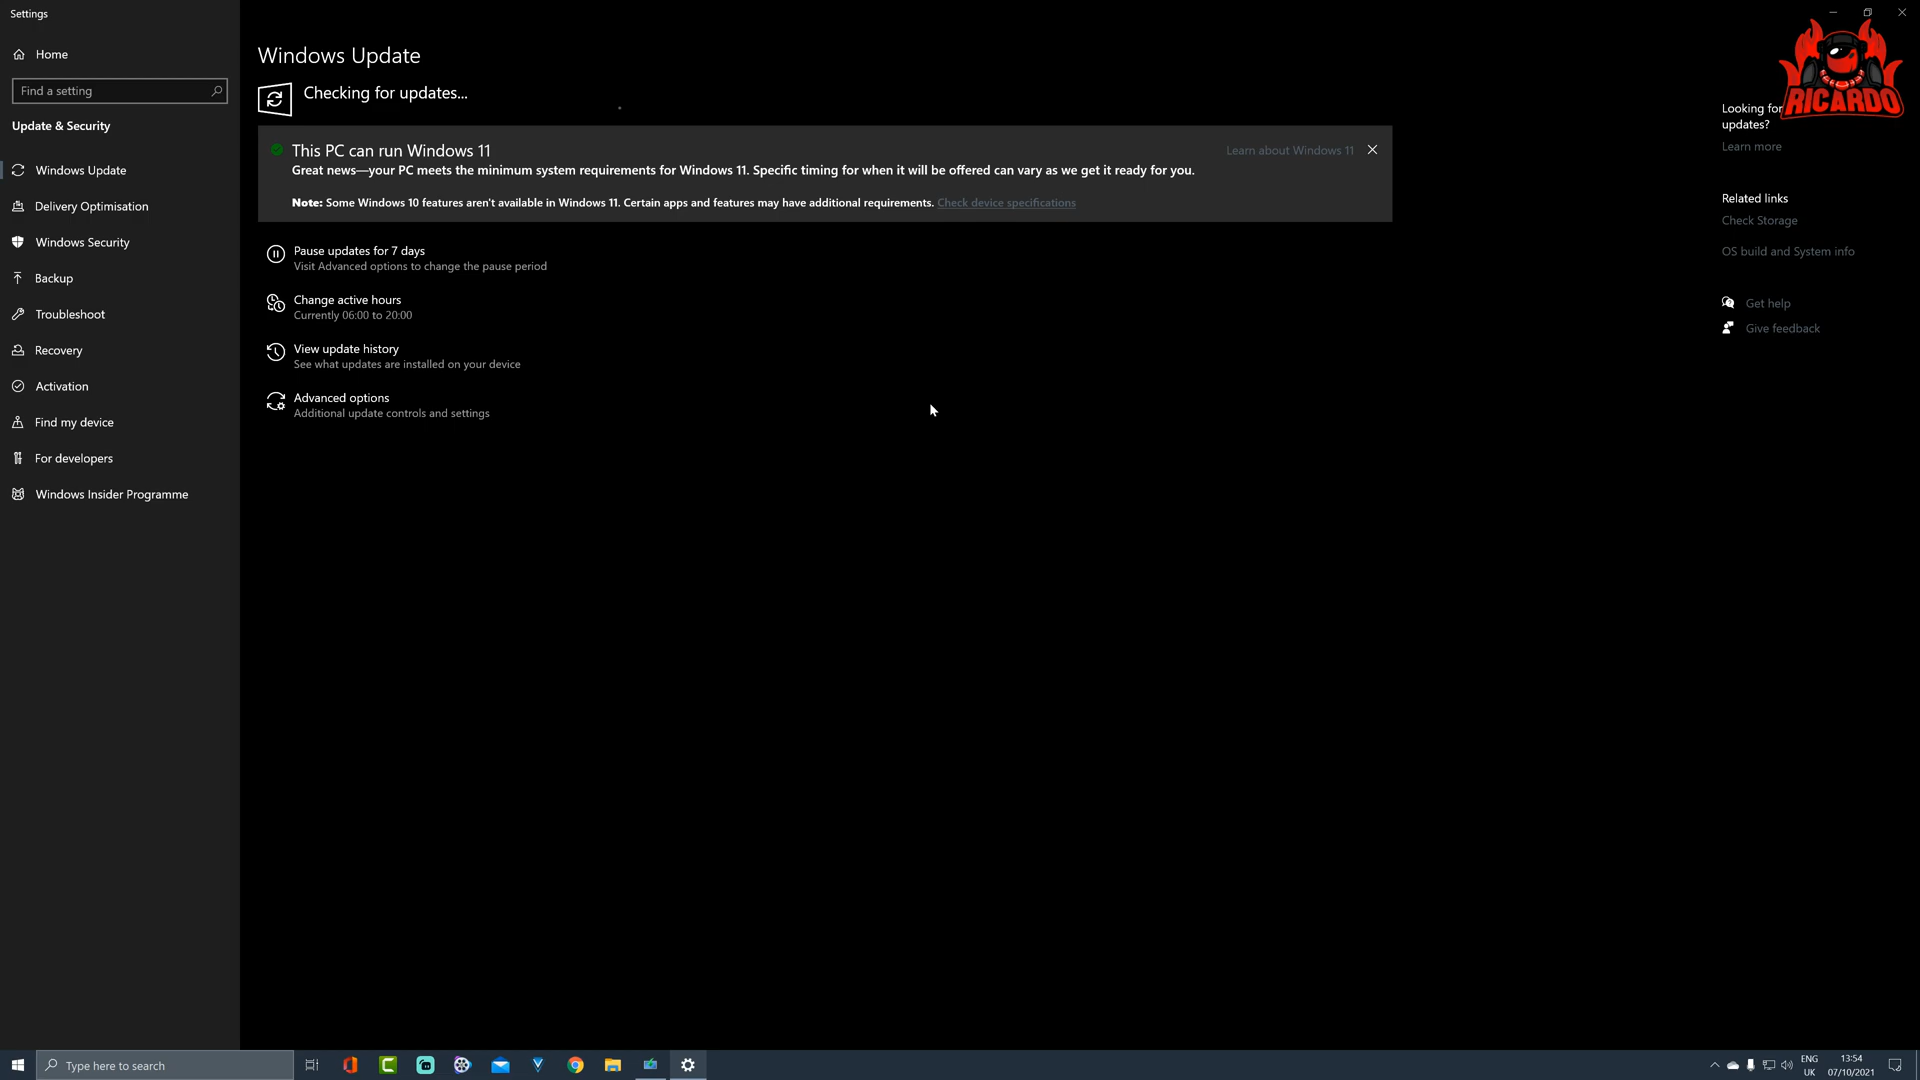 Settings
Home
Find a setting
Update & Security
Windows Update
Delivery Optimisation
Windows Security
Backup
Troubleshoot
Recovery
Activation
Find my device
For developers
Windows Insider Programme
Windows Update
Checking for updates...
This PC can run Windows 11
Learn about Windows 11
Great news—your PC meets the minimum system requirements for Windows 11. Specific timing for when it will be offered can vary as we get it ready for you.
Note: Some Windows 10 features aren't available in Windows 11. Certain apps and features may have additional requirements. Check device specifications
Pause updates for 7 days
Visit Advanced options to change the pause period
Change active hours
Currently 06:00 to 20:00
View update history
See what updates are installed on your device
Advanced options
Additional update controls and settings
RICARDO
Looking for
updates?
Learn more
Related links
Check Storage
OS build and System info
Get help
Give feedback
Type here to search
ENG
UK
13:54
07/10/2021